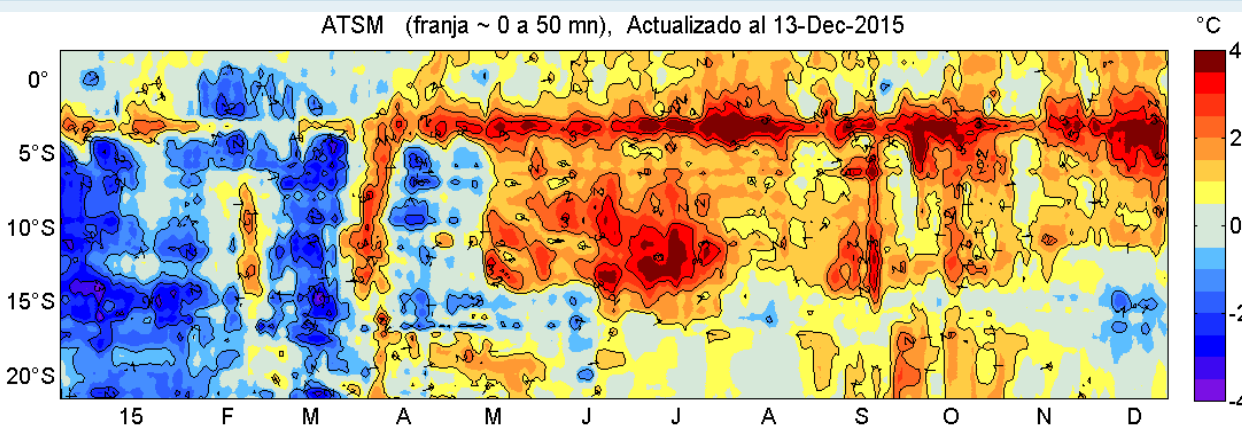 ATSM (franja ~ 0 a 50 mn), Actualizado al 13-Dec-2015
°C
0°
5°S
10°S
15°S
20°S
15 F M A M J J A S O N D
4
2
0
-2
-4